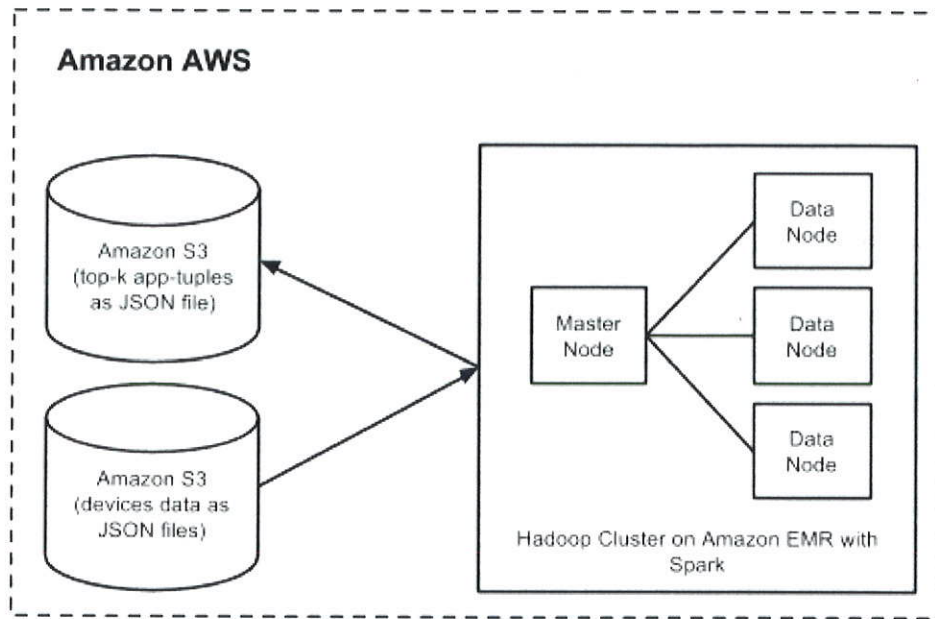 Amazon AWS
Amazon S3
(top-k app-tuples
as JSON file)
Amazon S3
(devices data as
JSON files)
Master
Node
Data
Node
Data
Node
Data
Node
Hadoop Cluster on Amazon EMR with
Spark